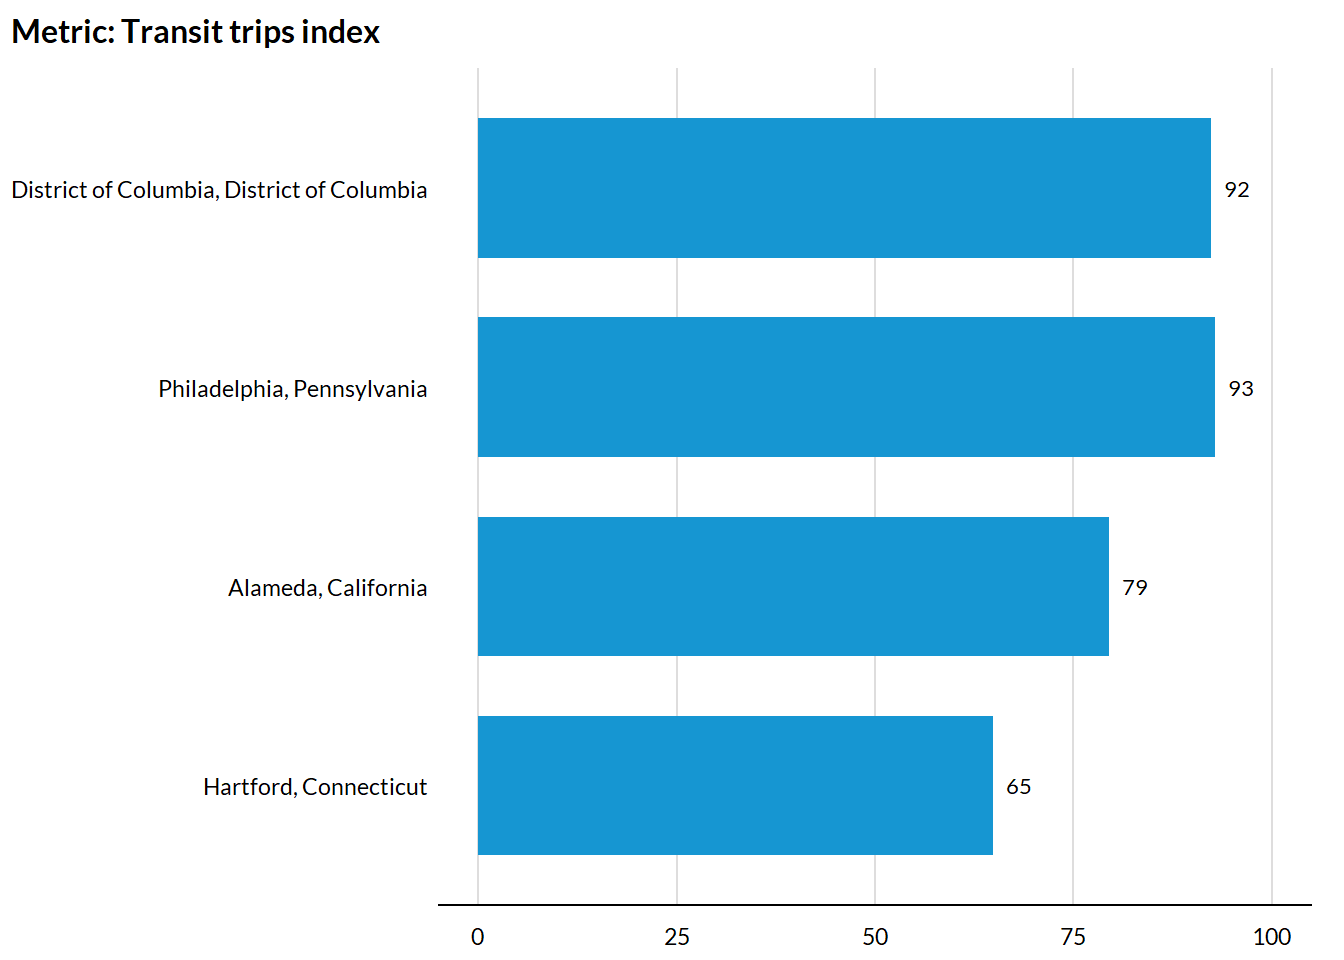 Metric: Transit trips index
District of Columbia, District of Columbia 92
Philadelphia, Pennsylvania 93
Alameda, California 79
Hartford, Connecticut 65
0 25 50 75 100